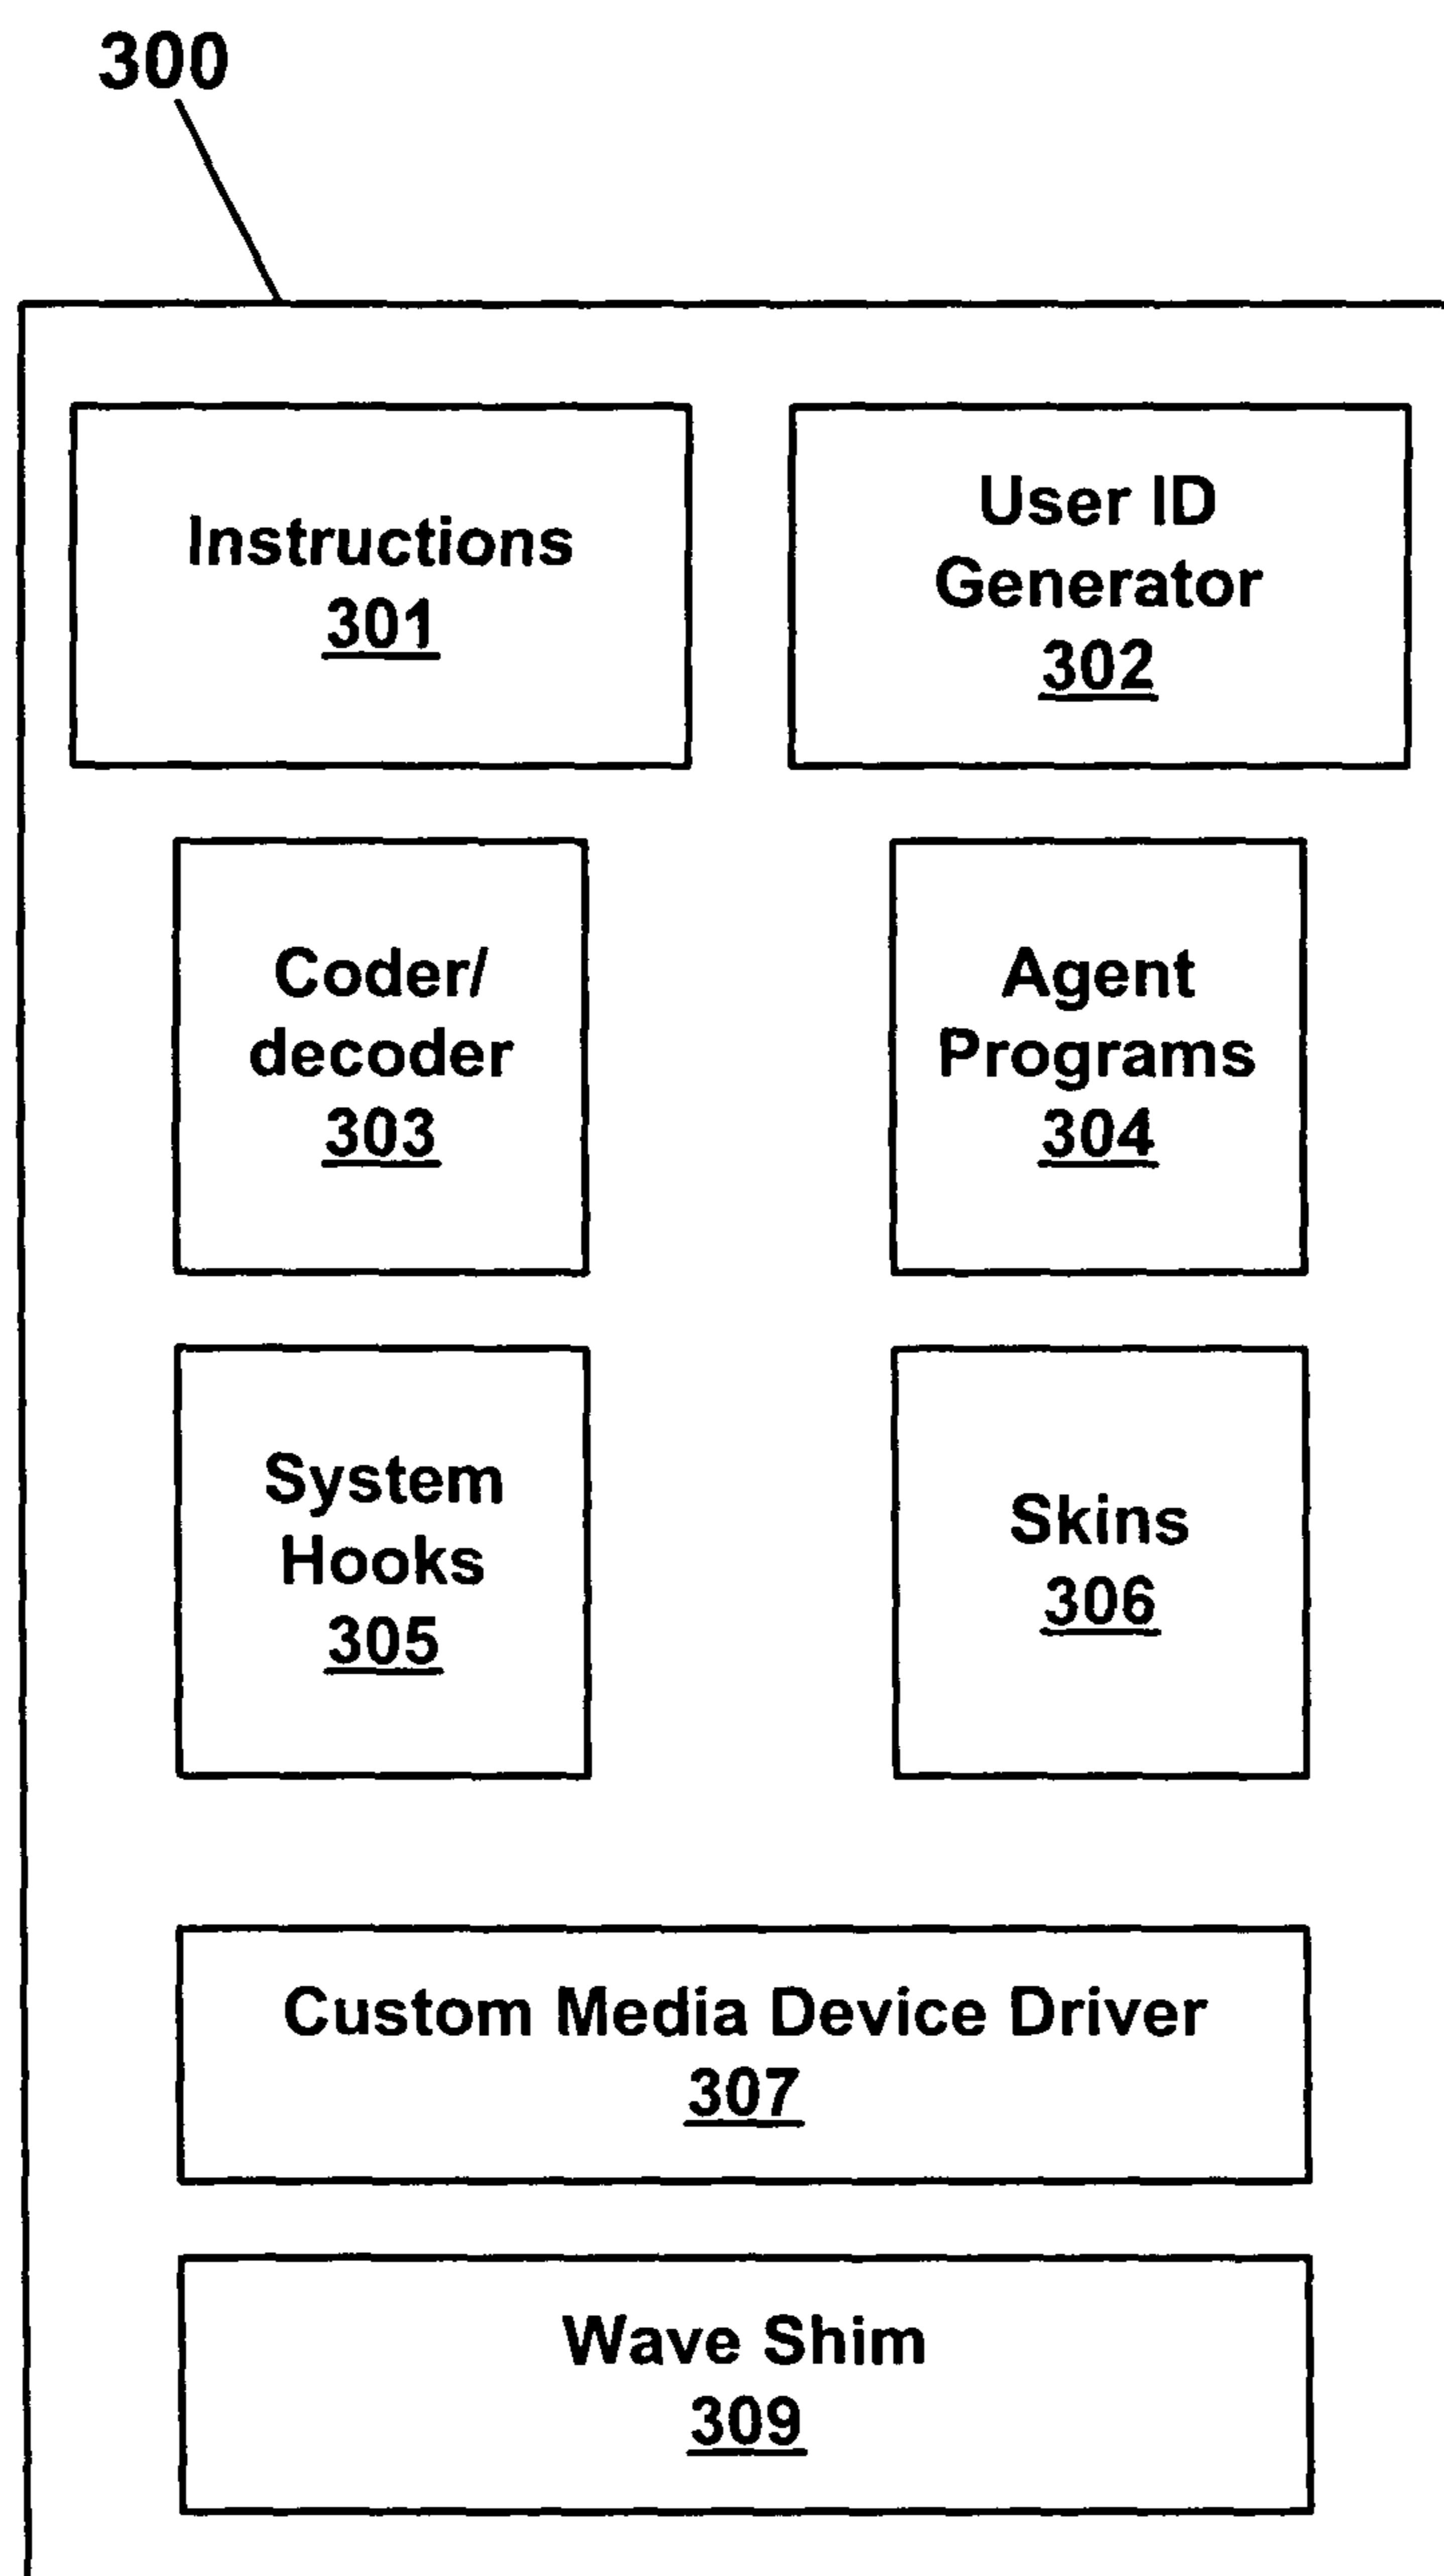 300
Instructions
301
User ID
Generator
302
Coder/
decoder
303
Agent
Programs
304
System
Hooks
305
Skins
306
Custom Media Device Driver
307
Wave Shim
309